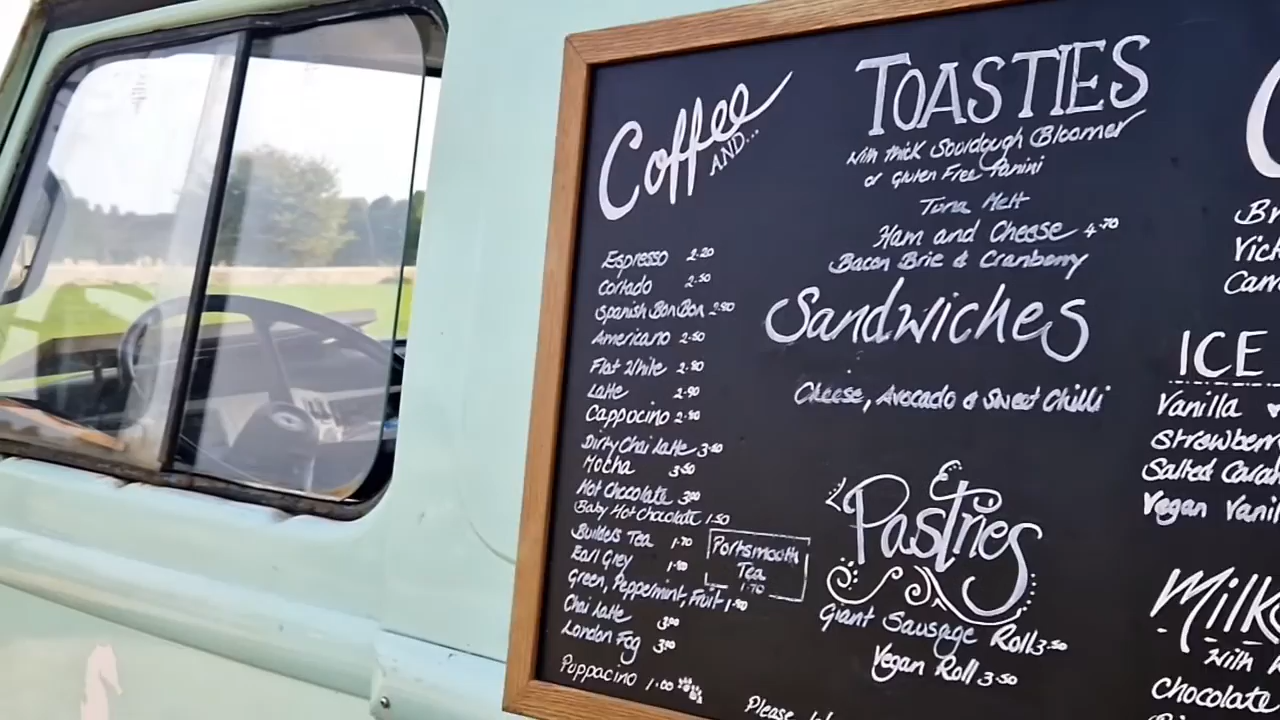 Coffee
AND...
Espresso 2.20
Cortado 2.50
Spanish BonBon 2.90
Americano 2.50
Flat White 2.80
Latte 2.90
Cappocino 2.90
Dirty Chai Latte 3.50
Mocha 3.50
Hot Chocolate 3.00
Baby Hot Chocolate 1.50
Builders Tea 1.70
Earl Grey 1.80
Green, Peppermint, Fruit 1.90
Chai Latte 3.00
London Fog 3.00
Puppacino 1.00
Portsmouth
Tea
1.70
TOASTIES
with thick Sourdough Bloomer
or Gluten Free Panini
Tuna Melt
Ham and Cheese 4.70
Bacon Brie & Cranberry
Sandwiches
Cheese, Avocado & Sweet Chilli
& Pastries
Giant Sausage Roll 3.50
Vegan Roll 3.50
Please
ICE
Vanilla
Salted
Vegan
With
Chocolate